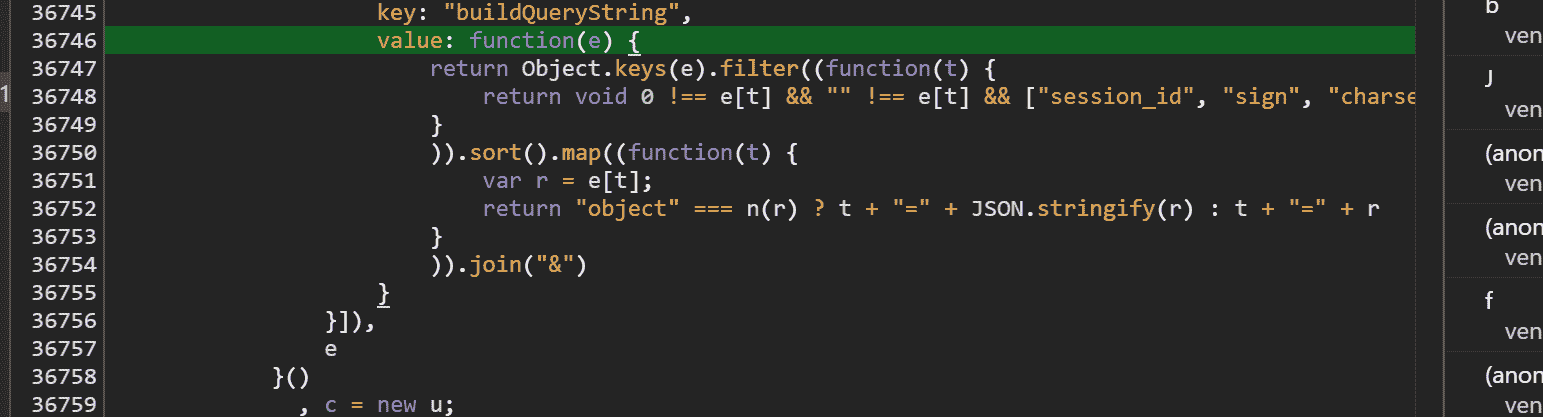 36745 key: "buildQueryString",
36746 value: function(e) {
36747 return Object.keys(e).filter((function(t) {
36748 return void 0 !== e[t] && "" !== e[t] && ["session_id", "sign", "charse
36749 }
36750 )).sort().map((function(t) {
36751 var r = e[t];
36752 return "object" === n(r) ? t + "=" + JSON.stringify(r) : t + "=" + r
36753 }
36754 )).join("&")
36755 }
36756 }]),
36757 e
36758 }()
36759 , c = new u;
1
b
ven
J
ven
(anon
ven
(anon
ven
f
ven
(anon
ven